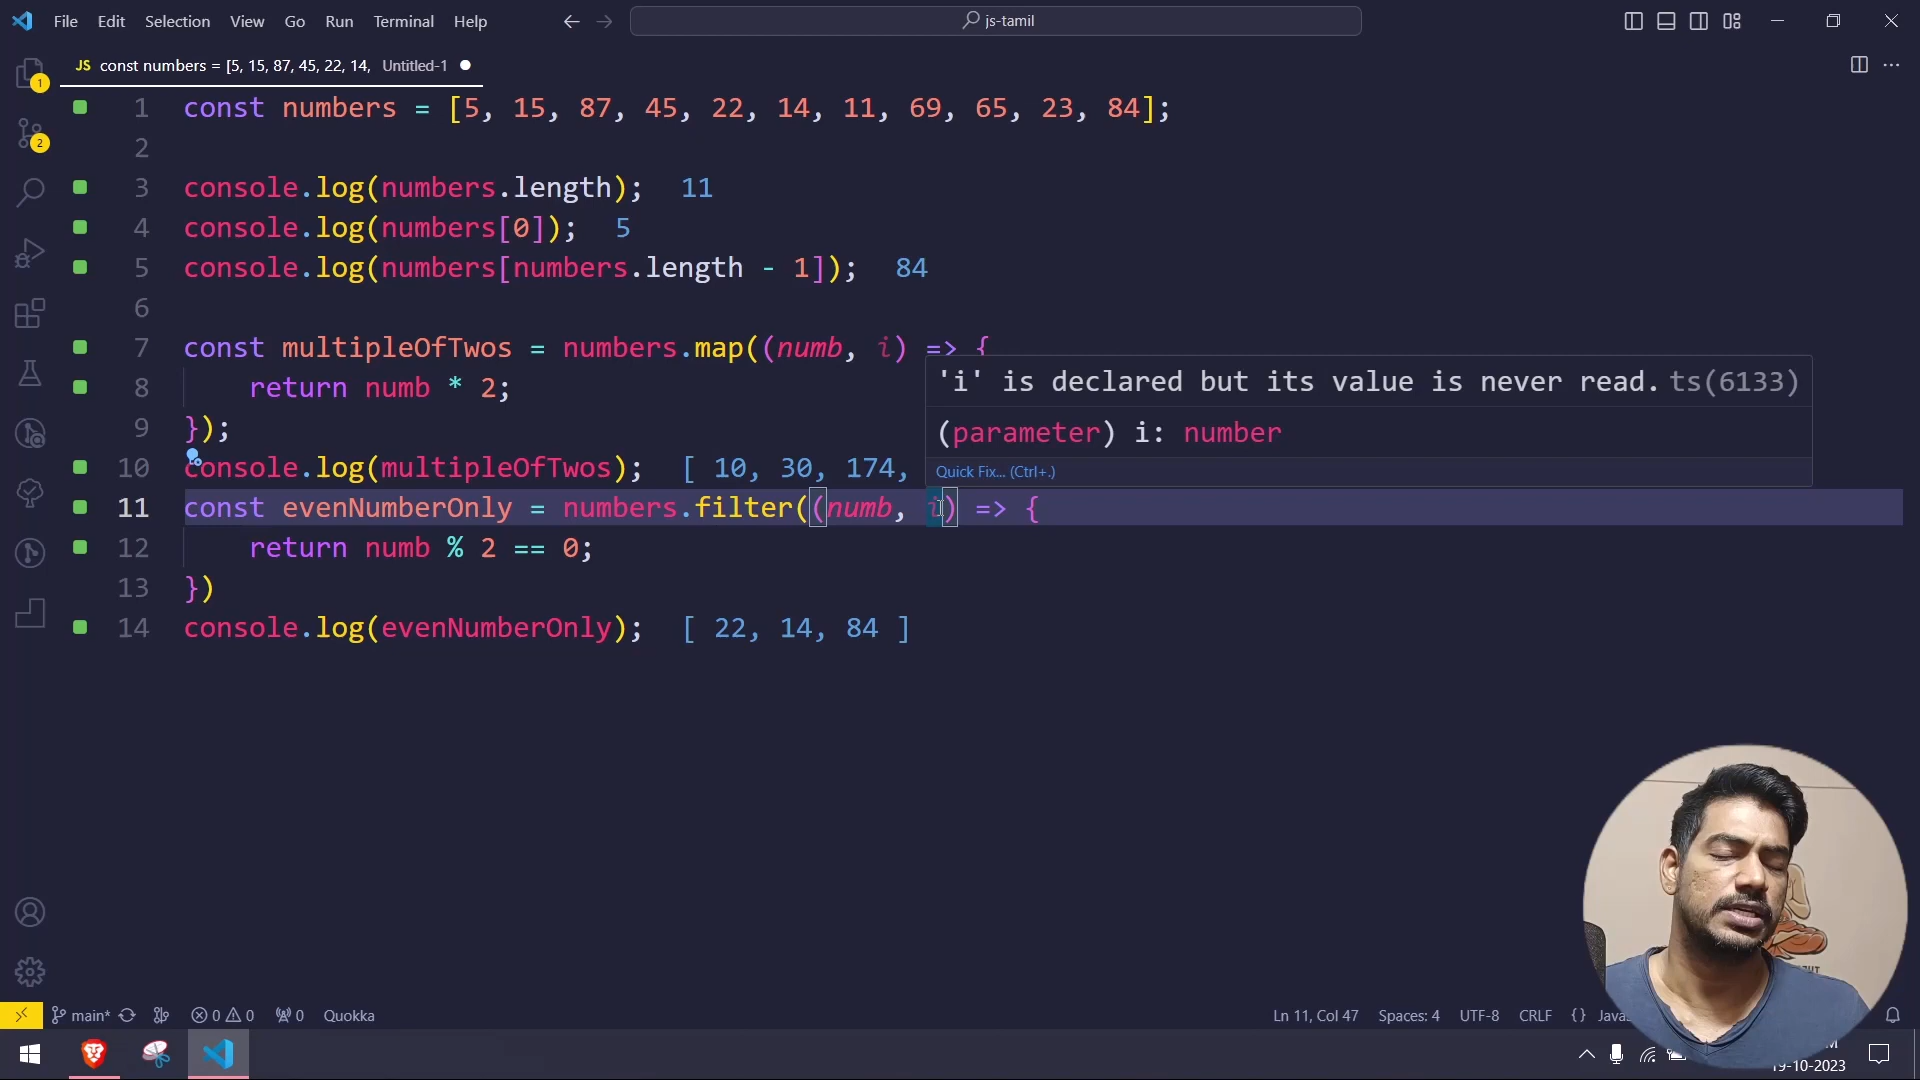 File Edit Selection View Go Run Terminal Help
js-tamil
JS const numbers = [5, 15, 87, 45, 22, 14, Untitled-1
1
2
1 const numbers = [5, 15, 87, 45, 22, 14, 11, 69, 65, 23, 84];
2
3 console.log(numbers.length); 11
4 console.log(numbers[0]); 5
5 console.log(numbers[numbers.length - 1]); 84
6
7 const multipleOfTwos = numbers.map((numb, i) => {
8 return numb * 2;
9 });
10 console.log(multipleOfTwos); [ 10, 30, 174,
'i' is declared but its value is never read. ts(6133)
(parameter) i: number
Quick Fix... (Ctrl+.)
11 const evenNumberOnly = numbers.filter((numb, i) => {
12 return numb % 2 == 0;
13 })
14 console.log(evenNumberOnly); [ 22, 14, 84 ]
main* 0 0 0 Quokka
Ln 11, Col 47 Spaces: 4 UTF-8 CRLF {}
19-10-2023